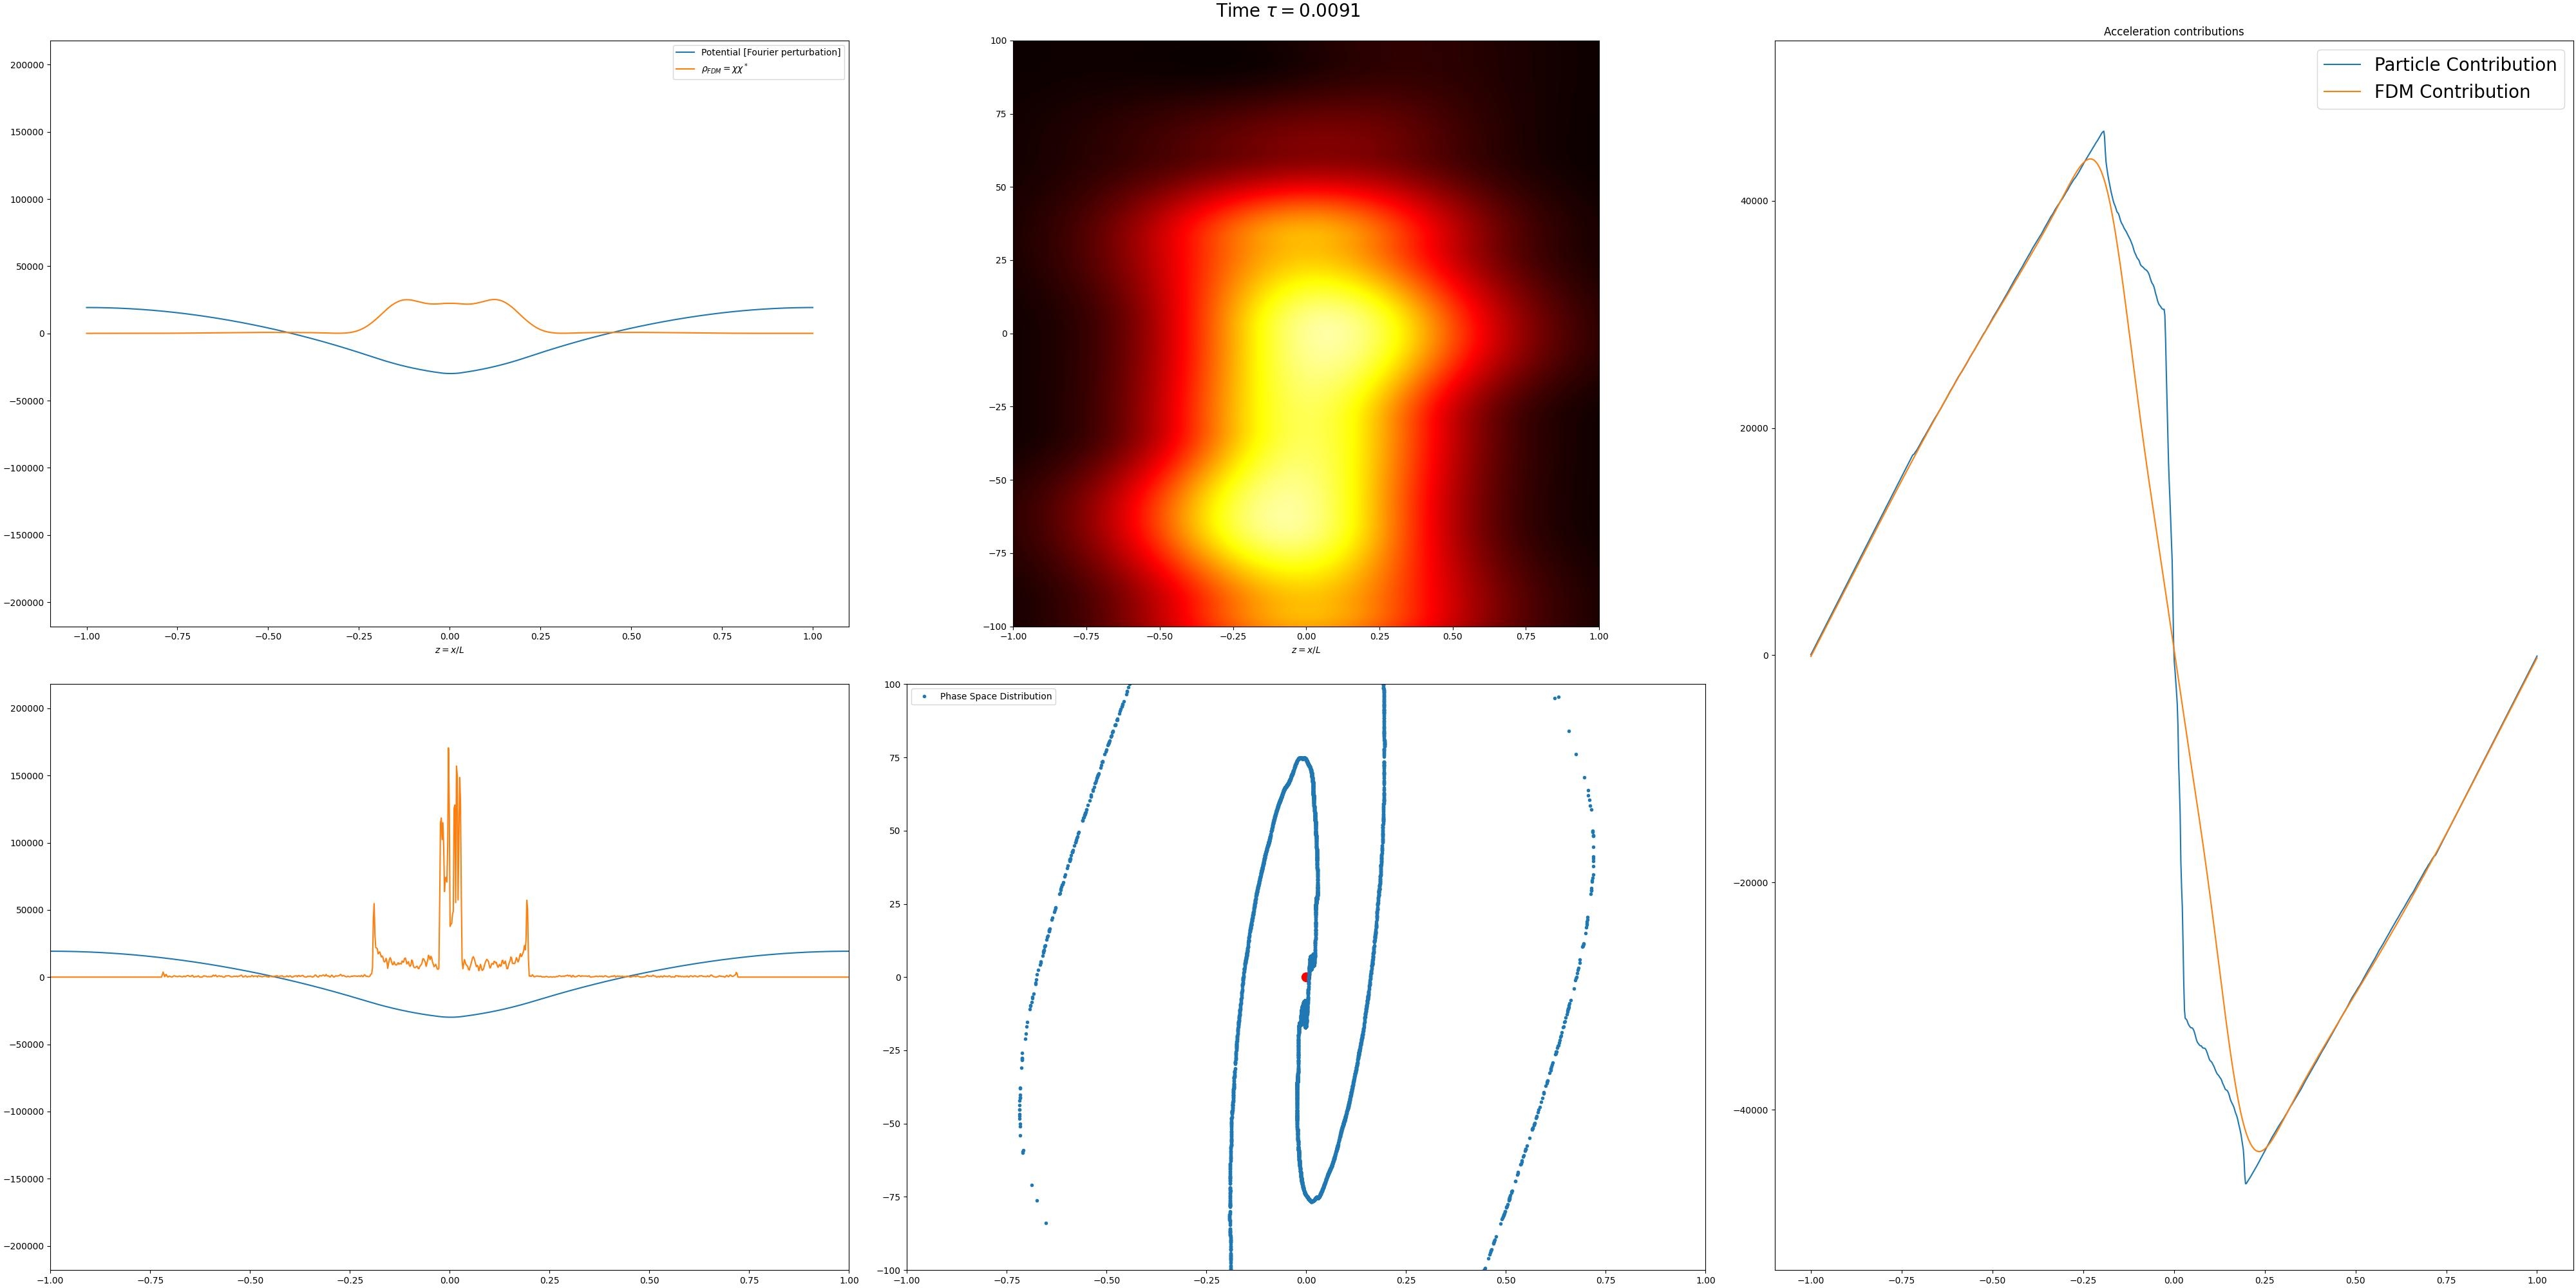 Time τ = 0.0091
200000
150000
100000
50000
0
−50000
−100000
−150000
−200000
Potential [Fourier perturbation]
ρFDM = χχ*
−1.00 −0.75 −0.50 −0.25 0.00 0.25 0.50 0.75 1.00
z = x/L
100
75
50
25
0
−25
−50
−75
−100
−1.00 −0.75 −0.50 −0.25 0.00 0.25 0.50 0.75 1.00
z = x/L
Acceleration contributions
Particle Contribution
FDM Contribution
40000
20000
0
−20000
−40000
−1.00 −0.75 −0.50 −0.25 0.00 0.25 0.50 0.75 1.00
200000
150000
100000
50000
0
−50000
−100000
−150000
−200000
−1.00 −0.75 −0.50 −0.25 0.00 0.25 0.50 0.75 1.00
Phase Space Distribution
100
75
50
25
0
−25
−50
−75
−100
−1.00 −0.75 −0.50 −0.25 0.00 0.25 0.50 0.75 1.00